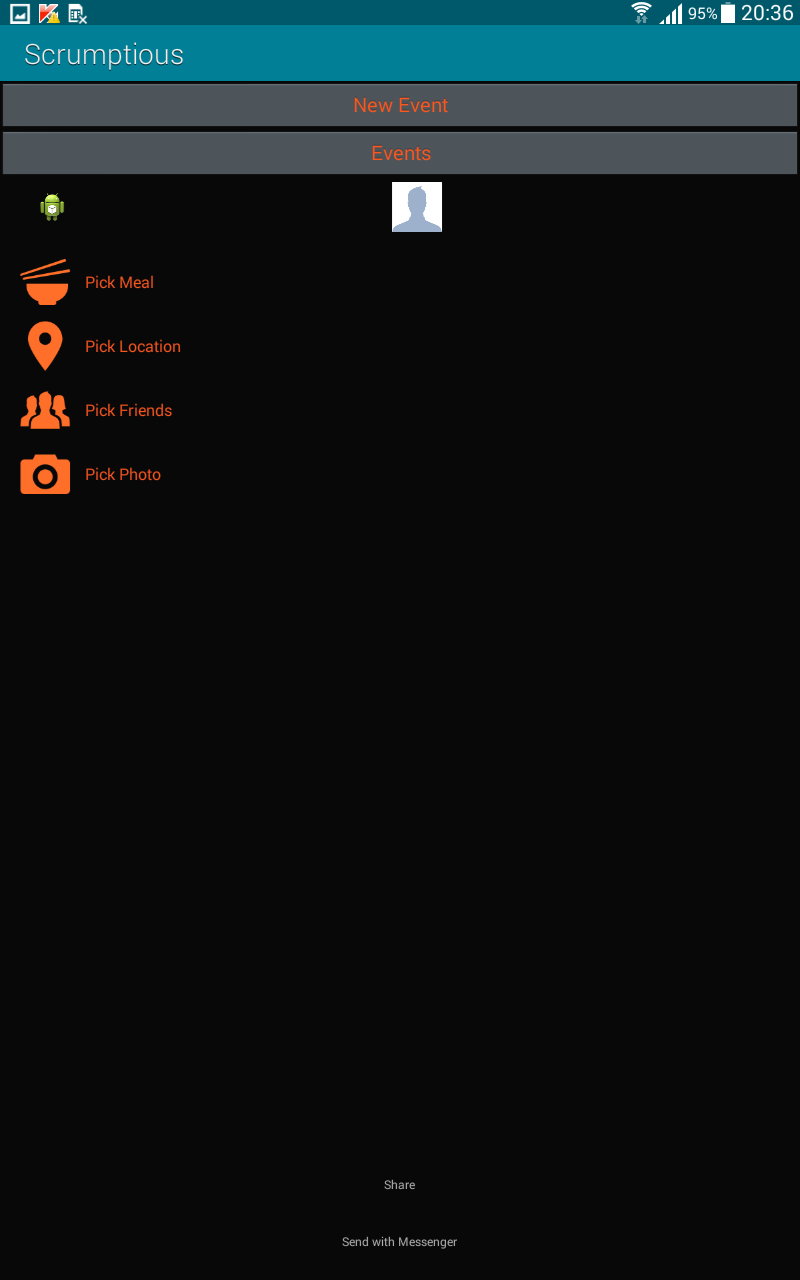 95% 20:36
Scrumptious
New Event
Events
Pick Meal
Pick Location
Pick Friends
Pick Photo
Share
Send with Messenger